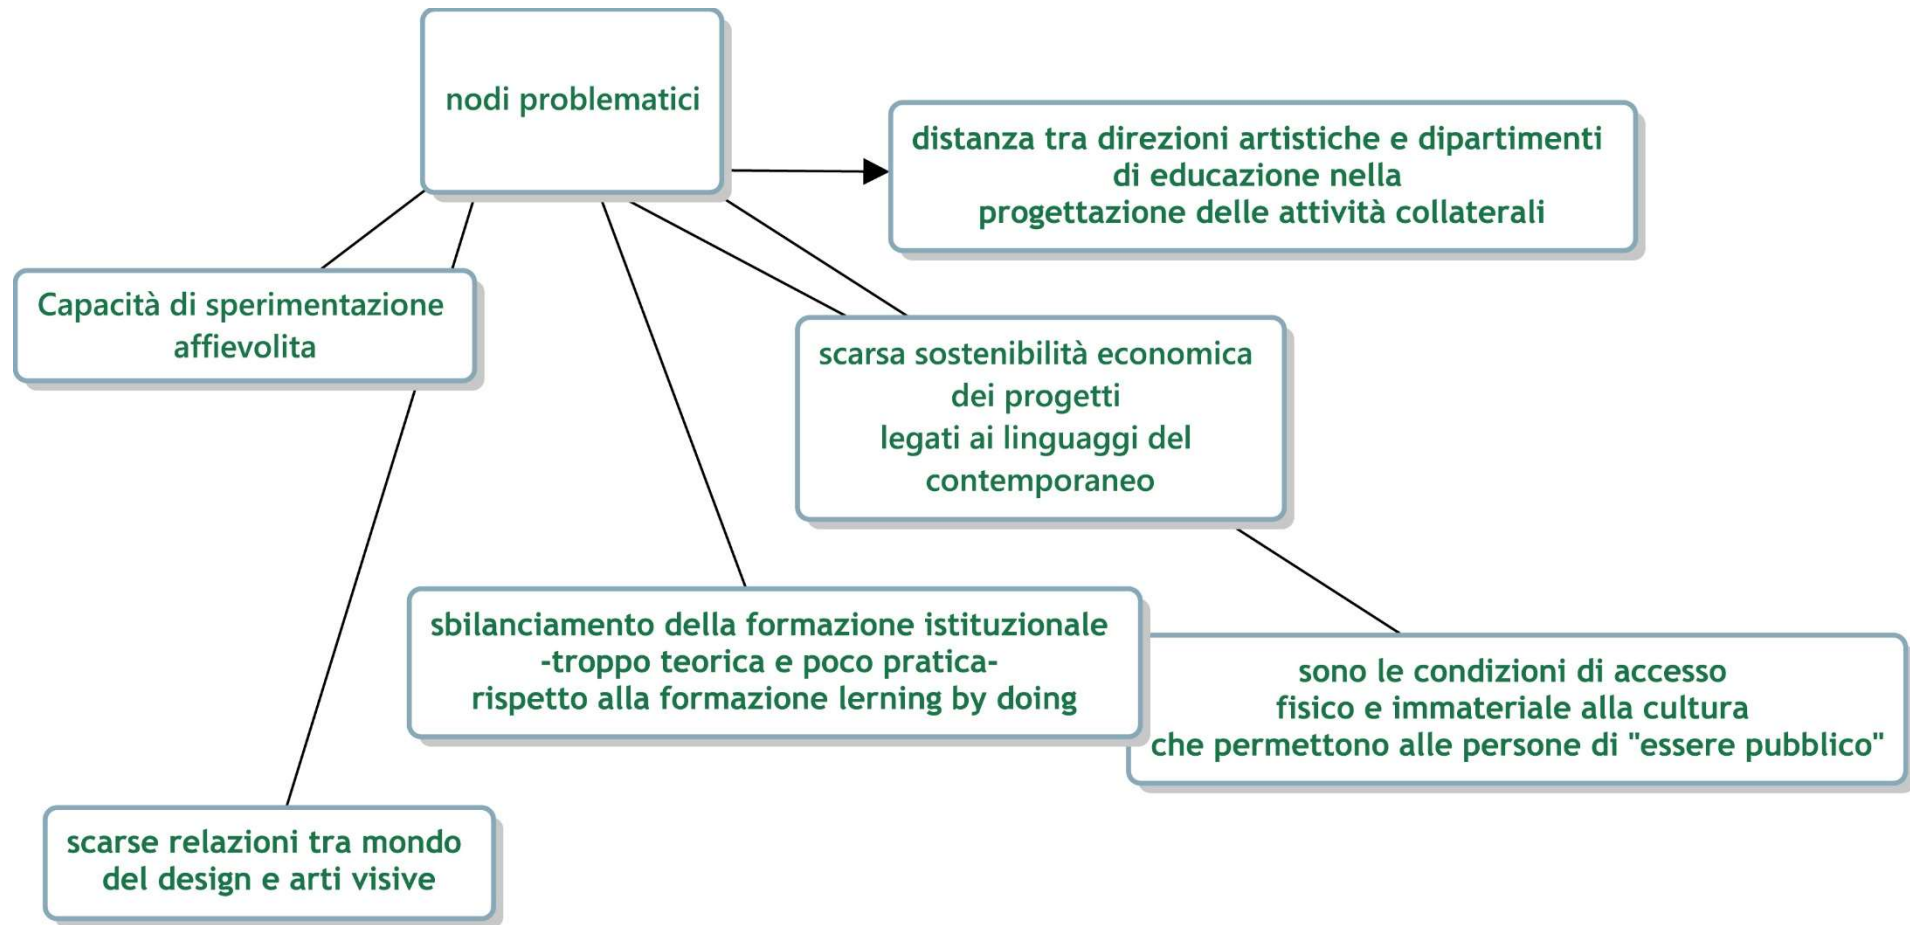 nodi problematici
distanza tra direzioni artistiche e dipartimenti
di educazione nella
progettazione delle attività collaterali
Capacità di sperimentazione
affievolita
scarsa sostenibilità economica
dei progetti
legati ai linguaggi del
contemporaneo
sbilanciamento della formazione istituzionale
-troppo teorica e poco pratica-
rispetto alla formazione lerning by doing
sono le condizioni di accesso
fisico e immateriale alla cultura
che permettono alle persone di "essere pubblico"
scarse relazioni tra mondo
del design e arti visive